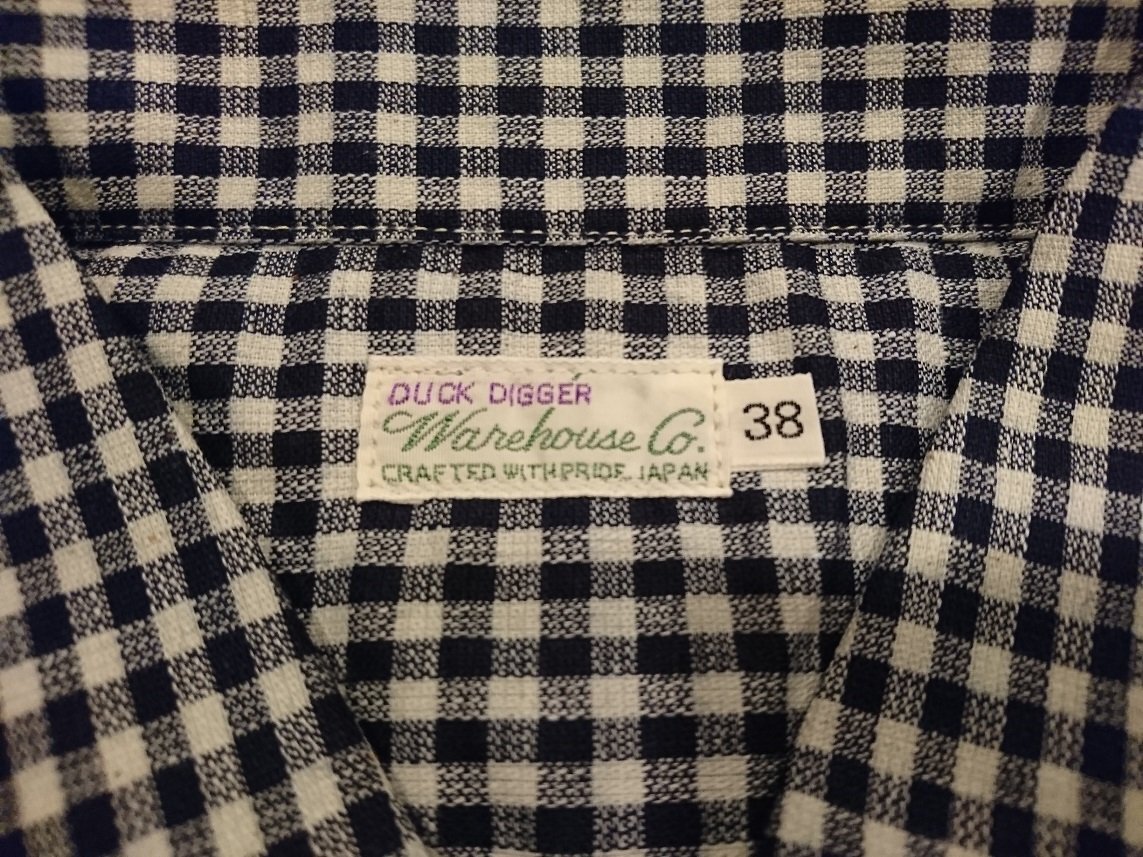 DUCK DIGGER
Warehouse Co.
CRAFTED WITH PRIDE JAPAN
38